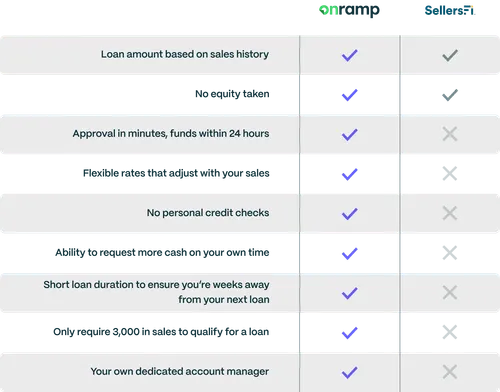 onramp SellersFi
Loan amount based on sales history
No equity taken
Approval in minutes, funds within 24 hours
Flexible rates that adjust with your sales
No personal credit checks
Ability to request more cash on your own time
Short loan duration to ensure you’re weeks away
from your next loan
Only require 3,000 in sales to qualify for a loan
Your own dedicated account manager